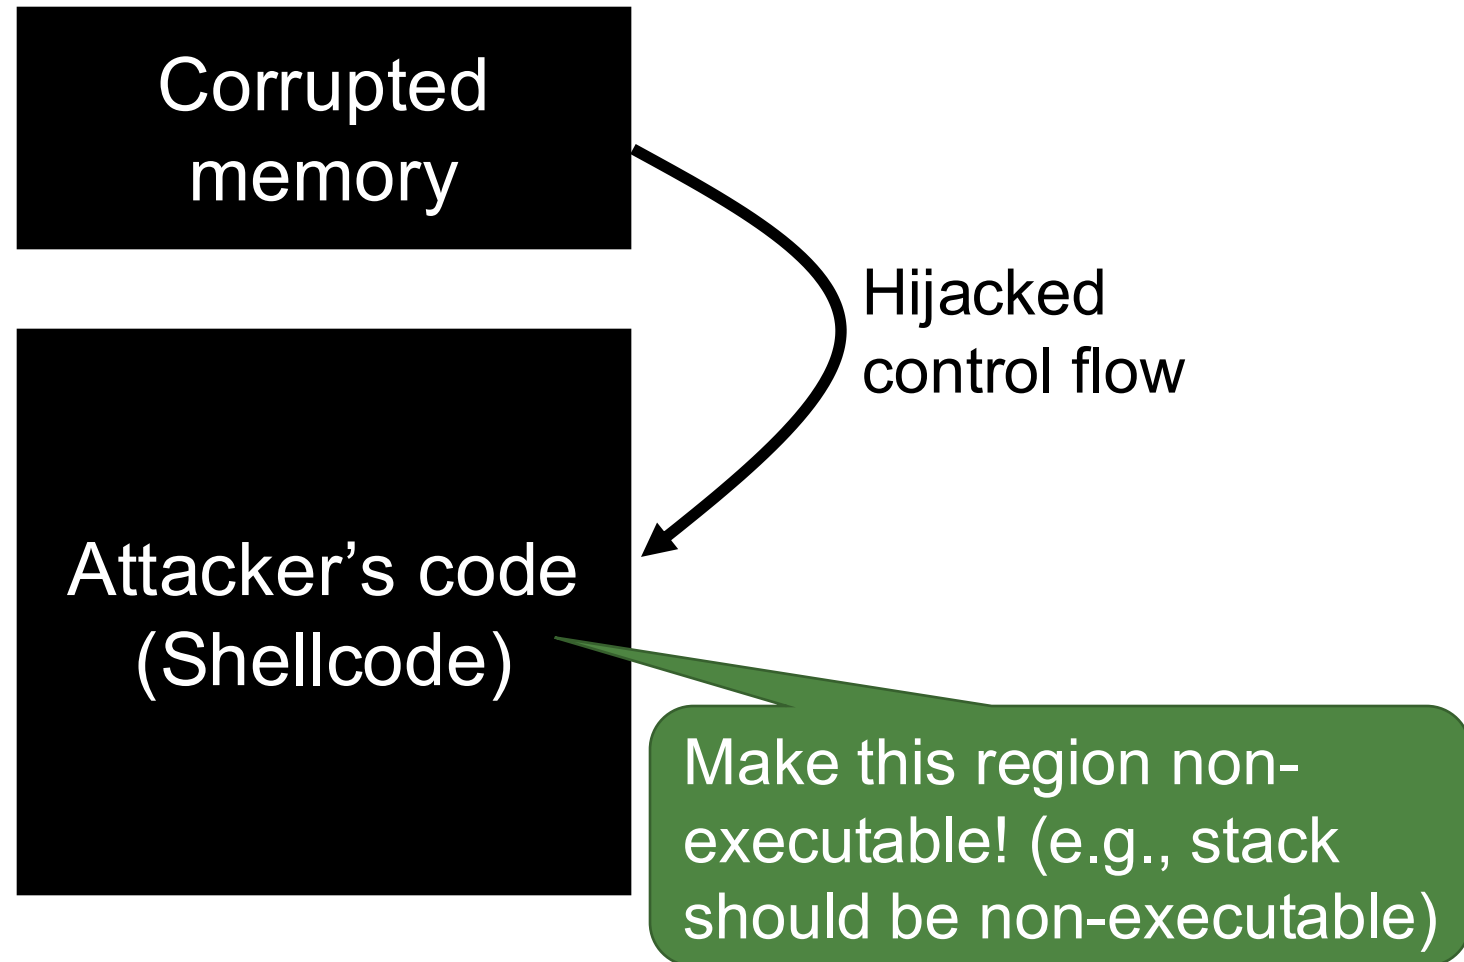 Corrupted
memory
Hijacked
control flow
Attacker’s code
(Shellcode)
Make this region non-
executable! (e.g., stack
should be non-executable)